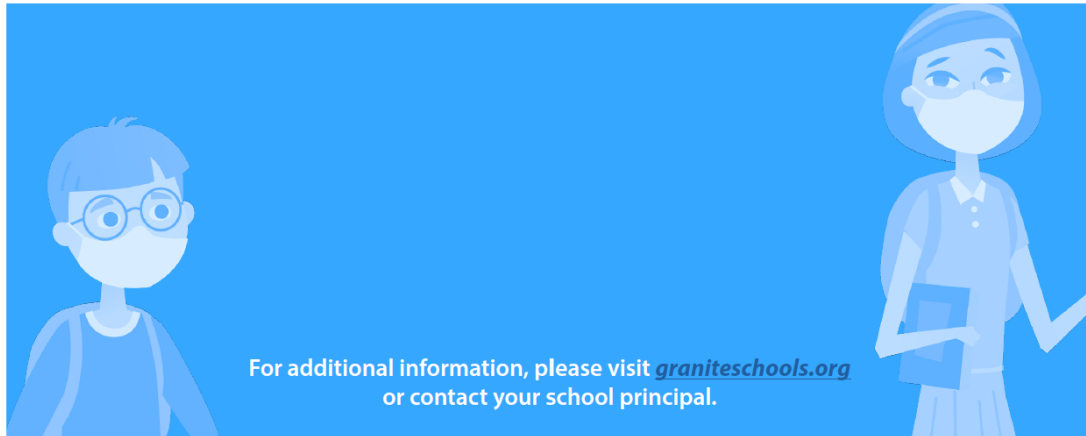 For additional information, please visit graniteschools.org
or contact your school principal.